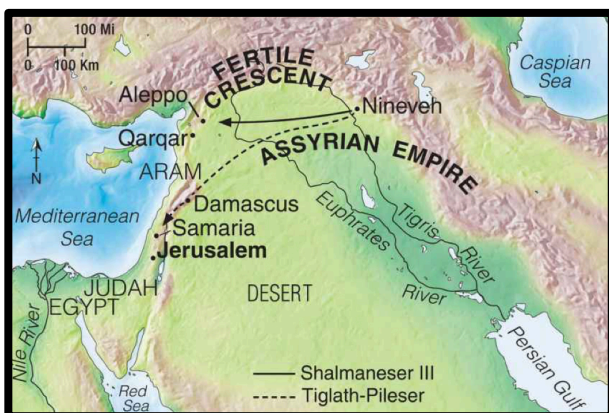 0 100 Mi
0 100 Km
Caspian
Sea
FERTILE
CRESCENT
Aleppo
Nineveh
Qarqar
ASSYRIAN EMPIRE
ARAM
N
Mediterranean
Sea
Damascus
Samaria
Jerusalem
Euphrates
River
Tigris
River
JUDAH
EGYPT
DESERT
Nile River
Red
Sea
Persian Gulf
Shalmaneser III
Tiglath-Pileser